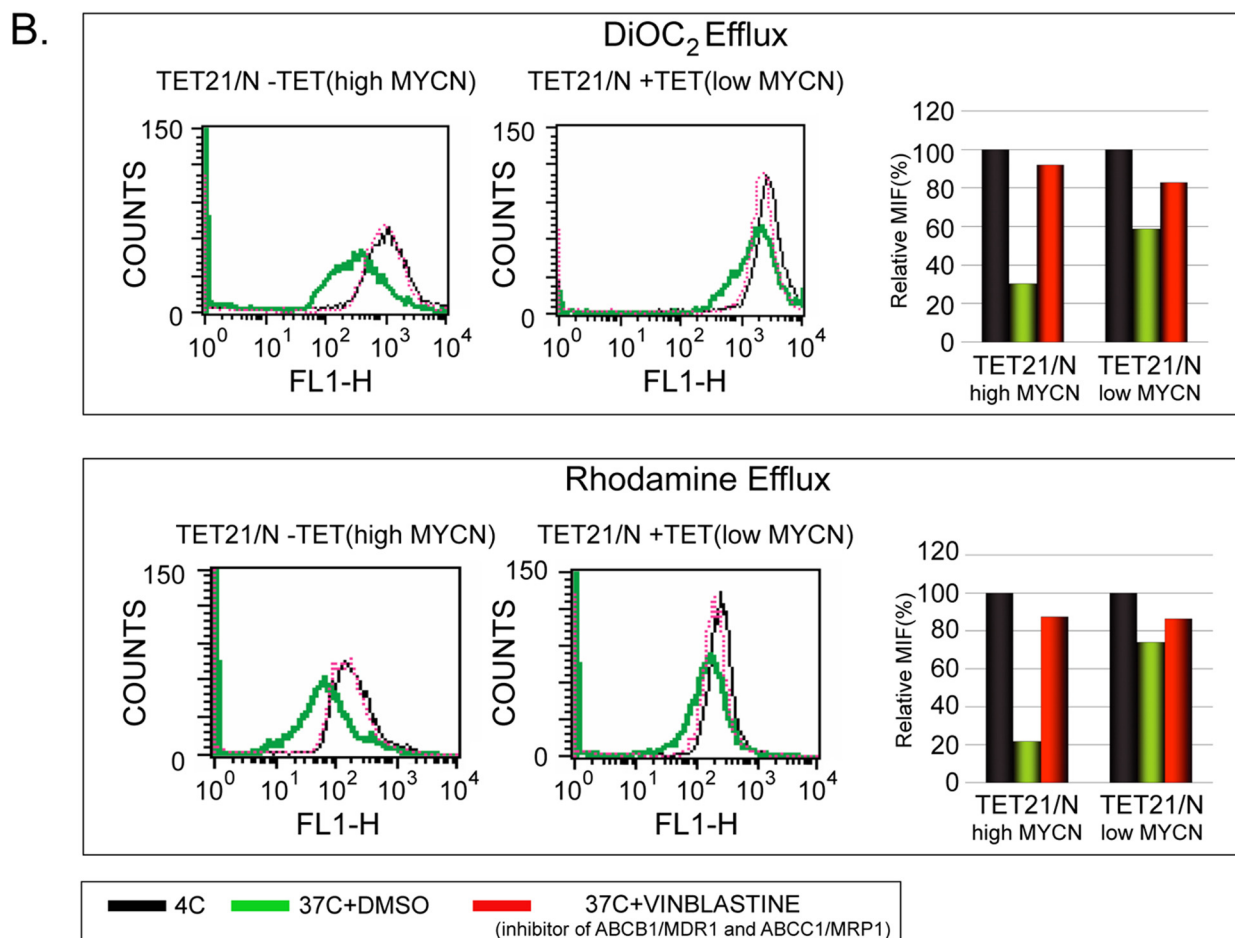 B.
DiOC2 Efflux
TET21/N -TET(high MYCN)
TET21/N +TET(low MYCN)
150
COUNTS
0
10^0 10^1 10^2 10^3 10^4
FL1-H
150
COUNTS
0
10^0 10^1 10^2 10^3 10^4
FL1-H
Relative MIF(%)
120
100
80
60
40
20
0
TET21/N TET21/N
high MYCN low MYCN
Rhodamine Efflux
TET21/N -TET(high MYCN)
TET21/N +TET(low MYCN)
150
COUNTS
0
10^0 10^1 10^2 10^3 10^4
FL1-H
150
COUNTS
0
10^0 10^1 10^2 10^3 10^4
FL1-H
Relative MIF(%)
120
100
80
60
40
20
0
TET21/N TET21/N
high MYCN low MYCN
4C 37C+DMSO 37C+VINBLASTINE
(inhibitor of ABCB1/MDR1 and ABCC1/MRP1)